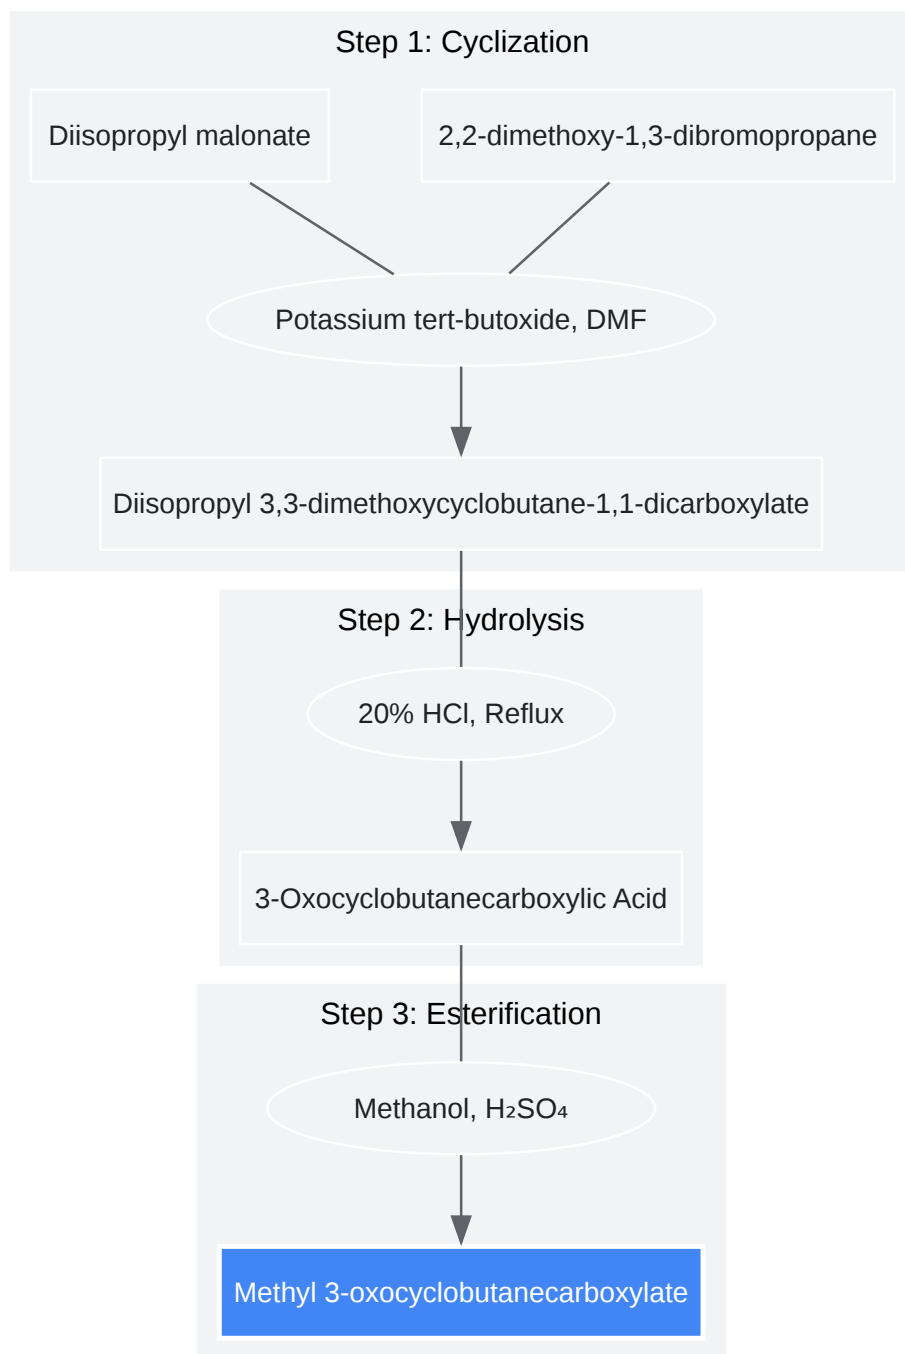 Step 1: Cyclization
Diisopropyl malonate
2,2-dimethoxy-1,3-dibromopropane
Potassium tert-butoxide, DMF
Diisopropyl 3,3-dimethoxycyclobutane-1,1-dicarboxylate
Step 2: Hydrolysis
20% HCl, Reflux
3-Oxocyclobutanecarboxylic Acid
Step 3: Esterification
Methanol, H₂SO₄
Methyl 3-oxocyclobutanecarboxylate